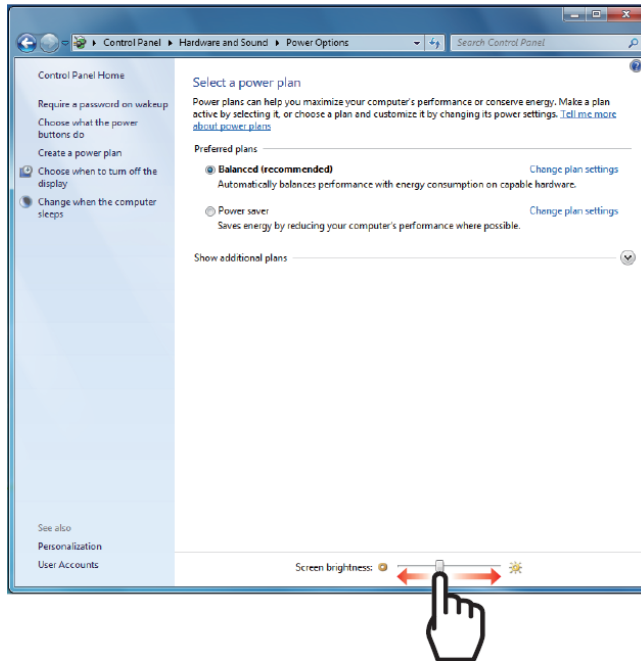 Control Panel ▸ Hardware and Sound ▸ Power Options
Search Control Panel
Control Panel Home
Require a password on wakeup
Choose what the power
buttons do
Create a power plan
Choose when to turn off the
display
Change when the computer
sleeps
Select a power plan
Power plans can help you maximize your computer's performance or conserve energy. Make a plan
active by selecting it, or choose a plan and customize it by changing its power settings. Tell me more
about power plans
Preferred plans
Balanced (recommended) Change plan settings
Automatically balances performance with energy consumption on capable hardware.
Power saver Change plan settings
Saves energy by reducing your computer's performance where possible.
Show additional plans
See also
Personalization
User Accounts
Screen brightness: